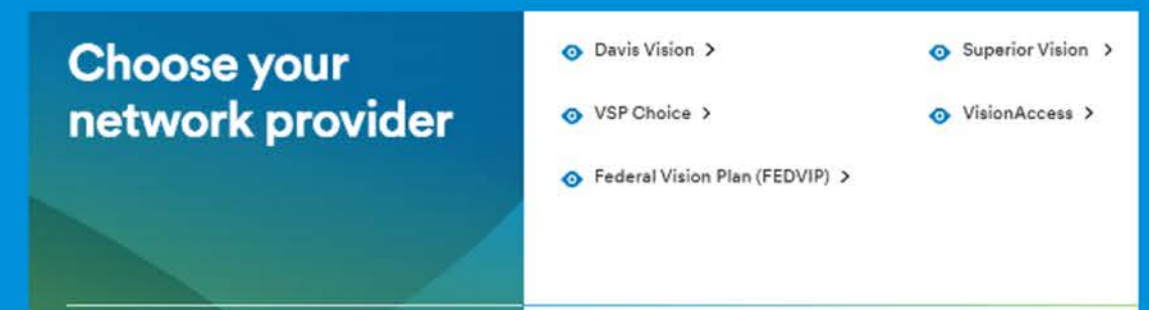 Choose your
network provider
Davis Vision >
Superior Vision >
VSP Choice >
VisionAccess >
Federal Vision Plan (FEDVIP) >